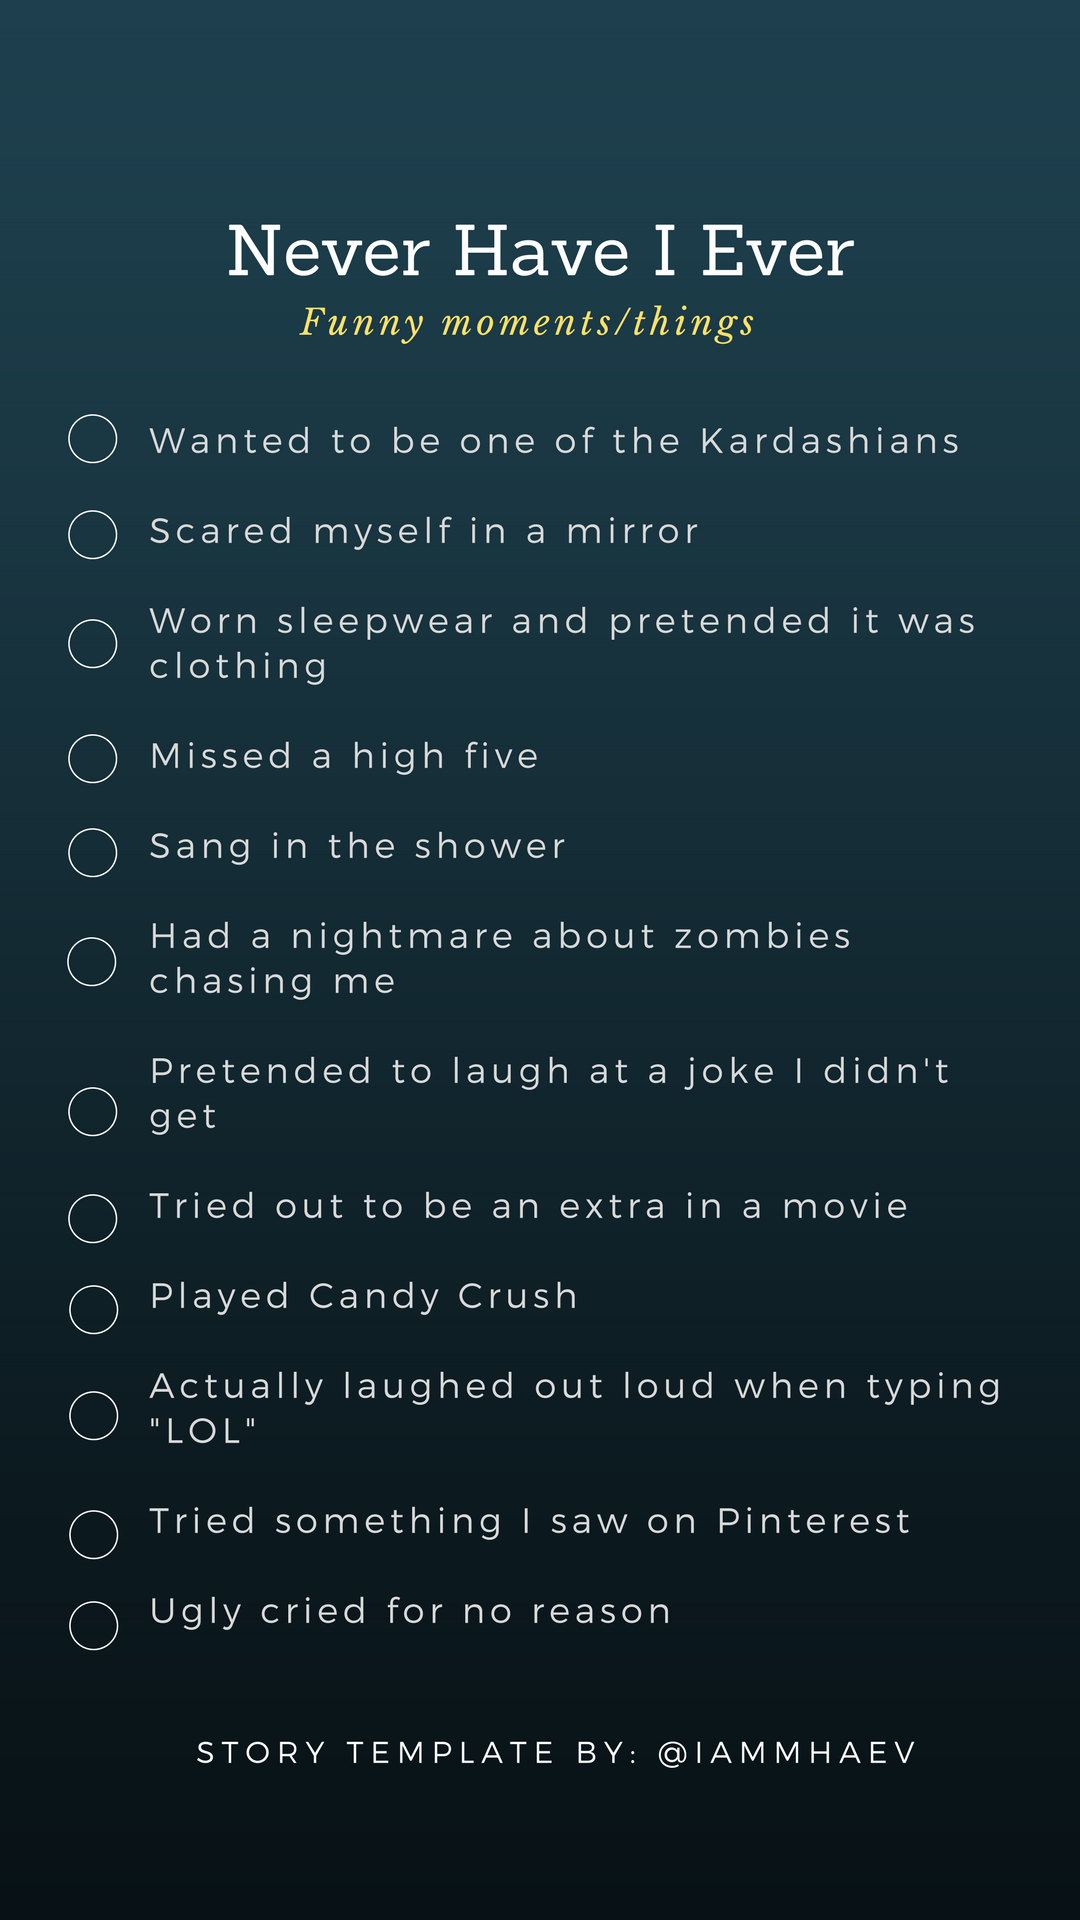 Never Have I Ever
Funny moments/things
Wanted to be one of the Kardashians
Scared myself in a mirror
Worn sleepwear and pretended it was
clothing
Missed a high five
Sang in the shower
Had a nightmare about zombies
chasing me
Pretended to laugh at a joke I didn't
get
Tried out to be an extra in a movie
Played Candy Crush
Actually laughed out loud when typing
"LOL"
Tried something I saw on Pinterest
Ugly cried for no reason
STORY TEMPLATE BY: @IAMMHAEV